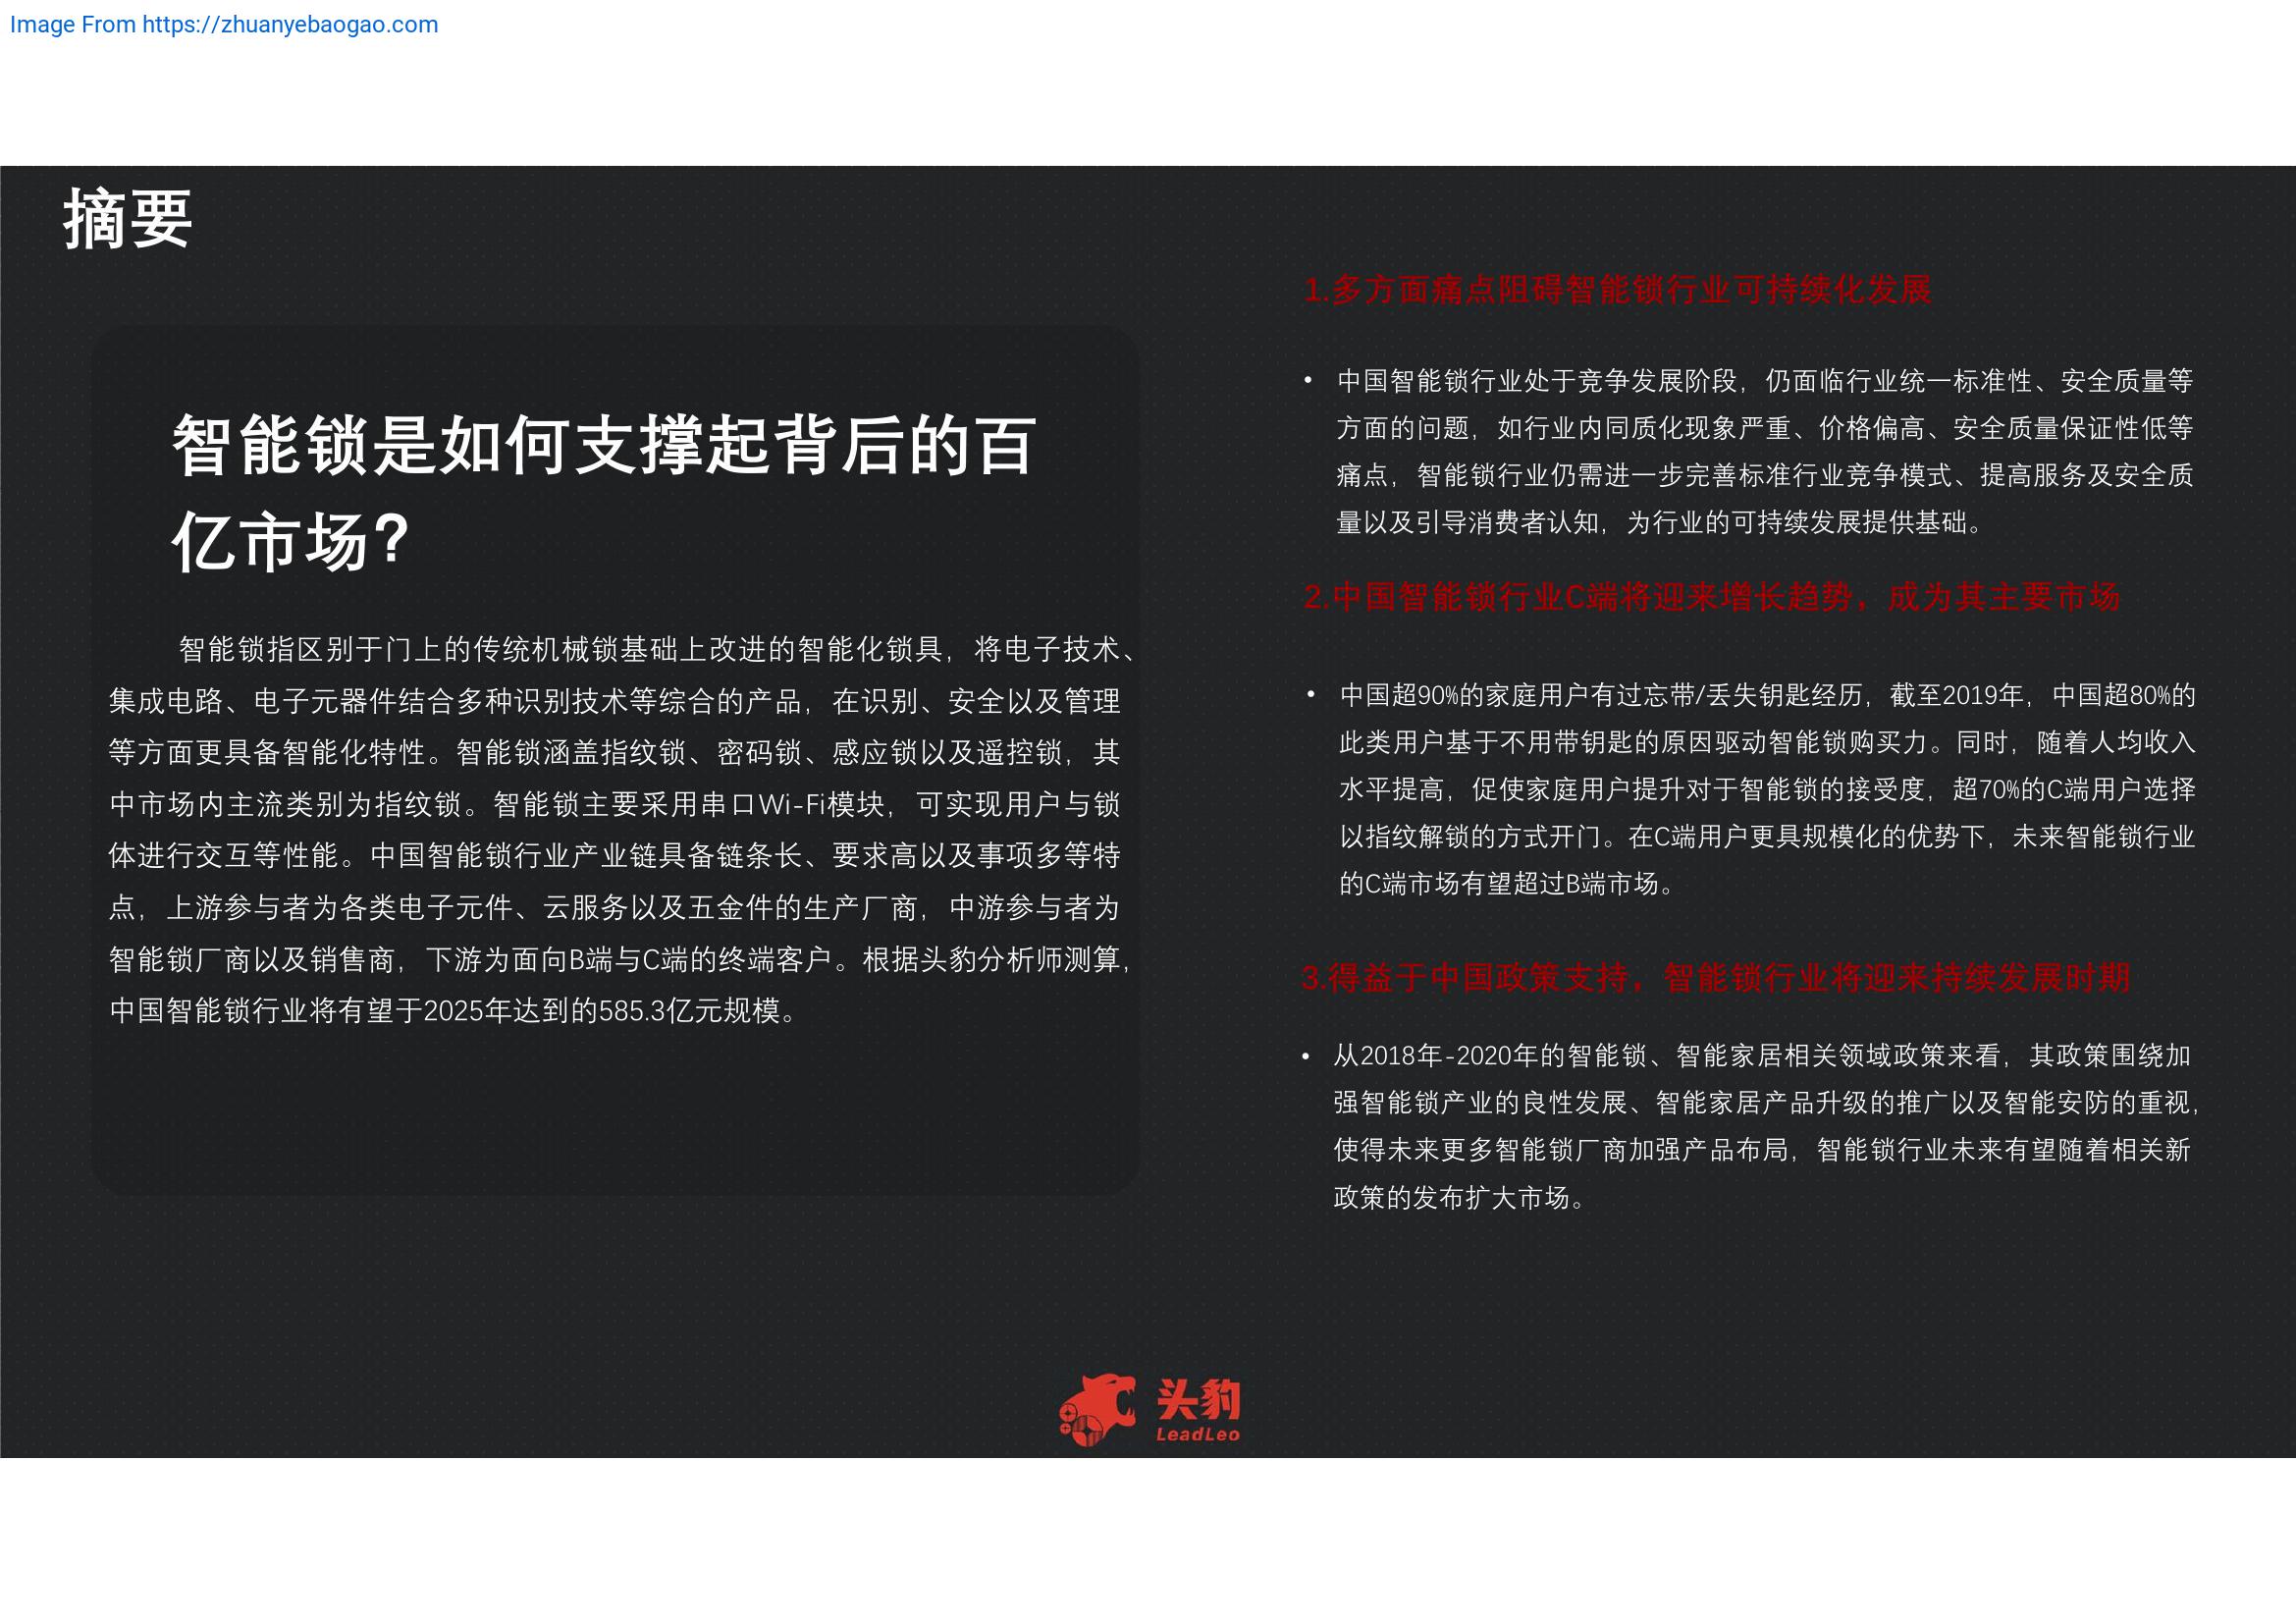 Image From https://zhuanyebaogao.com
摘要
智能锁是如何支撑起背后的百
亿市场？
智能锁指区别于门上的传统机械锁基础上改进的智能化锁具，将电子技术、
集成电路、电子元器件结合多种识别技术等综合的产品，在识别、安全以及管理
等方面更具备智能化特性。智能锁涵盖指纹锁、密码锁、感应锁以及遥控锁，其
中市场内主流类别为指纹锁。智能锁主要采用串口Wi-Fi模块，可实现用户与锁
体进行交互等性能。中国智能锁行业产业链具备链条长、要求高以及事项多等特
点，上游参与者为各类电子元件、云服务以及五金件的生产厂商，中游参与者为
智能锁厂商以及销售商，下游为面向B端与C端的终端客户。根据头豹分析师测算，
中国智能锁行业将有望于2025年达到的585.3亿元规模。
1.多方面痛点阻碍智能锁行业可持续化发展
• 中国智能锁行业处于竞争发展阶段，仍面临行业统一标准性、安全质量等
方面的问题，如行业内同质化现象严重、价格偏高、安全质量保证性低等
痛点，智能锁行业仍需进一步完善标准行业竞争模式、提高服务及安全质
量以及引导消费者认知，为行业的可持续发展提供基础。
2.中国智能锁行业C端将迎来增长趋势，成为其主要市场
• 中国超90%的家庭用户有过忘带/丢失钥匙经历，截至2019年，中国超80%的
此类用户基于不用带钥匙的原因驱动智能锁购买力。同时，随着人均收入
水平提高，促使家庭用户提升对于智能锁的接受度，超70%的C端用户选择
以指纹解锁的方式开门。在C端用户更具规模化的优势下，未来智能锁行业
的C端市场有望超过B端市场。
3.得益于中国政策支持，智能锁行业将迎来持续发展时期
• 从2018年-2020年的智能锁、智能家居相关领域政策来看，其政策围绕加
强智能锁产业的良性发展、智能家居产品升级的推广以及智能安防的重视，
使得未来更多智能锁厂商加强产品布局，智能锁行业未来有望随着相关新
政策的发布扩大市场。
头豹
LeadLeo